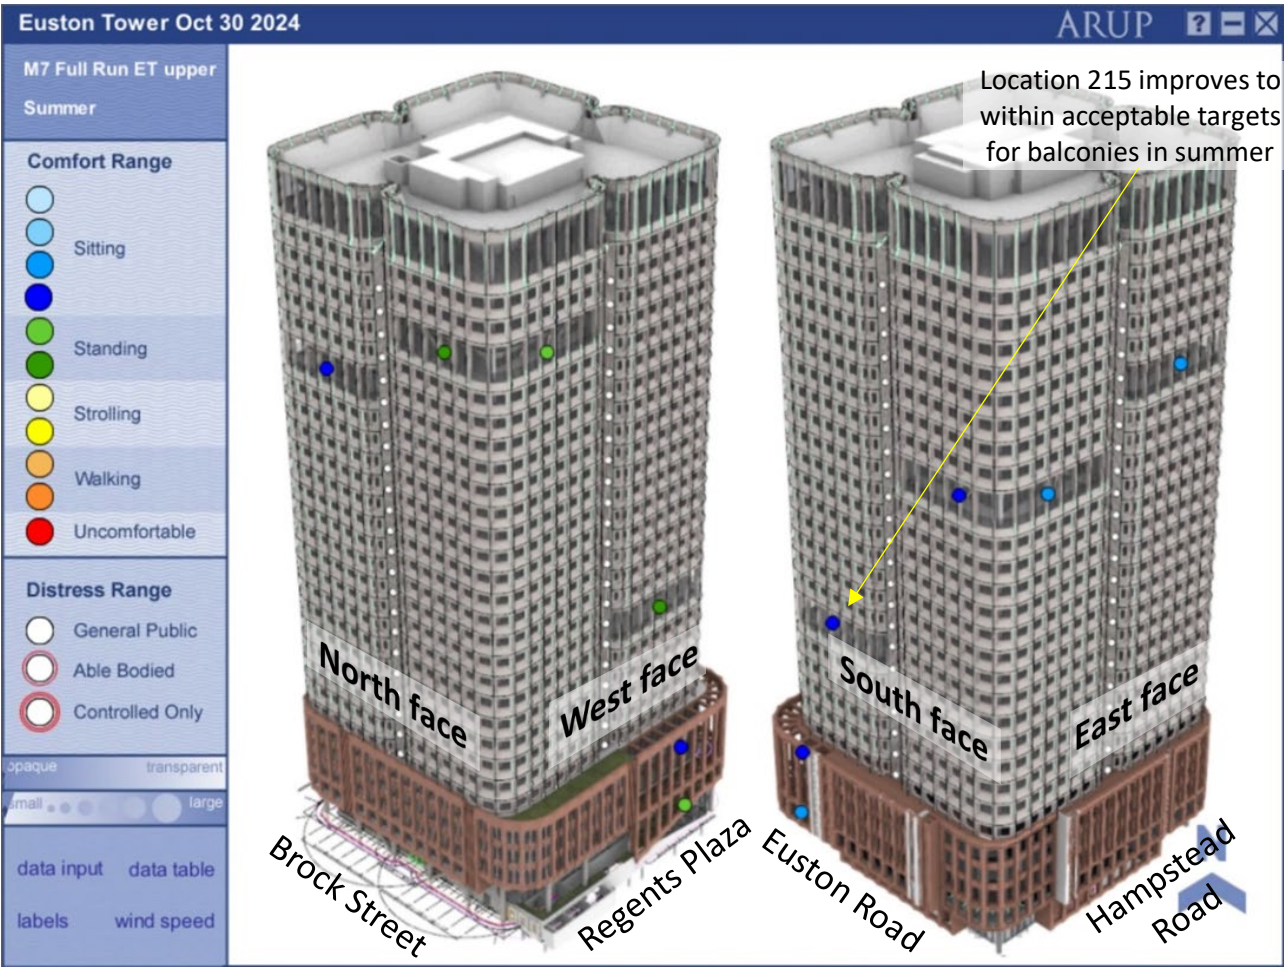 Euston Tower Oct 30 2024
ARUP
?
M7 Full Run ET upper
Summer
Comfort Range
Sitting
Standing
Strolling
Walking
Uncomfortable
Distress Range
General Public
Able Bodied
Controlled Only
opaque transparent
small large
data input data table
labels wind speed
Location 215 improves to
within acceptable targets
for balconies in summer
North face
West face
South face
East face
Brock Street
Regents Plaza
Euston Road
Hampstead
Road
N